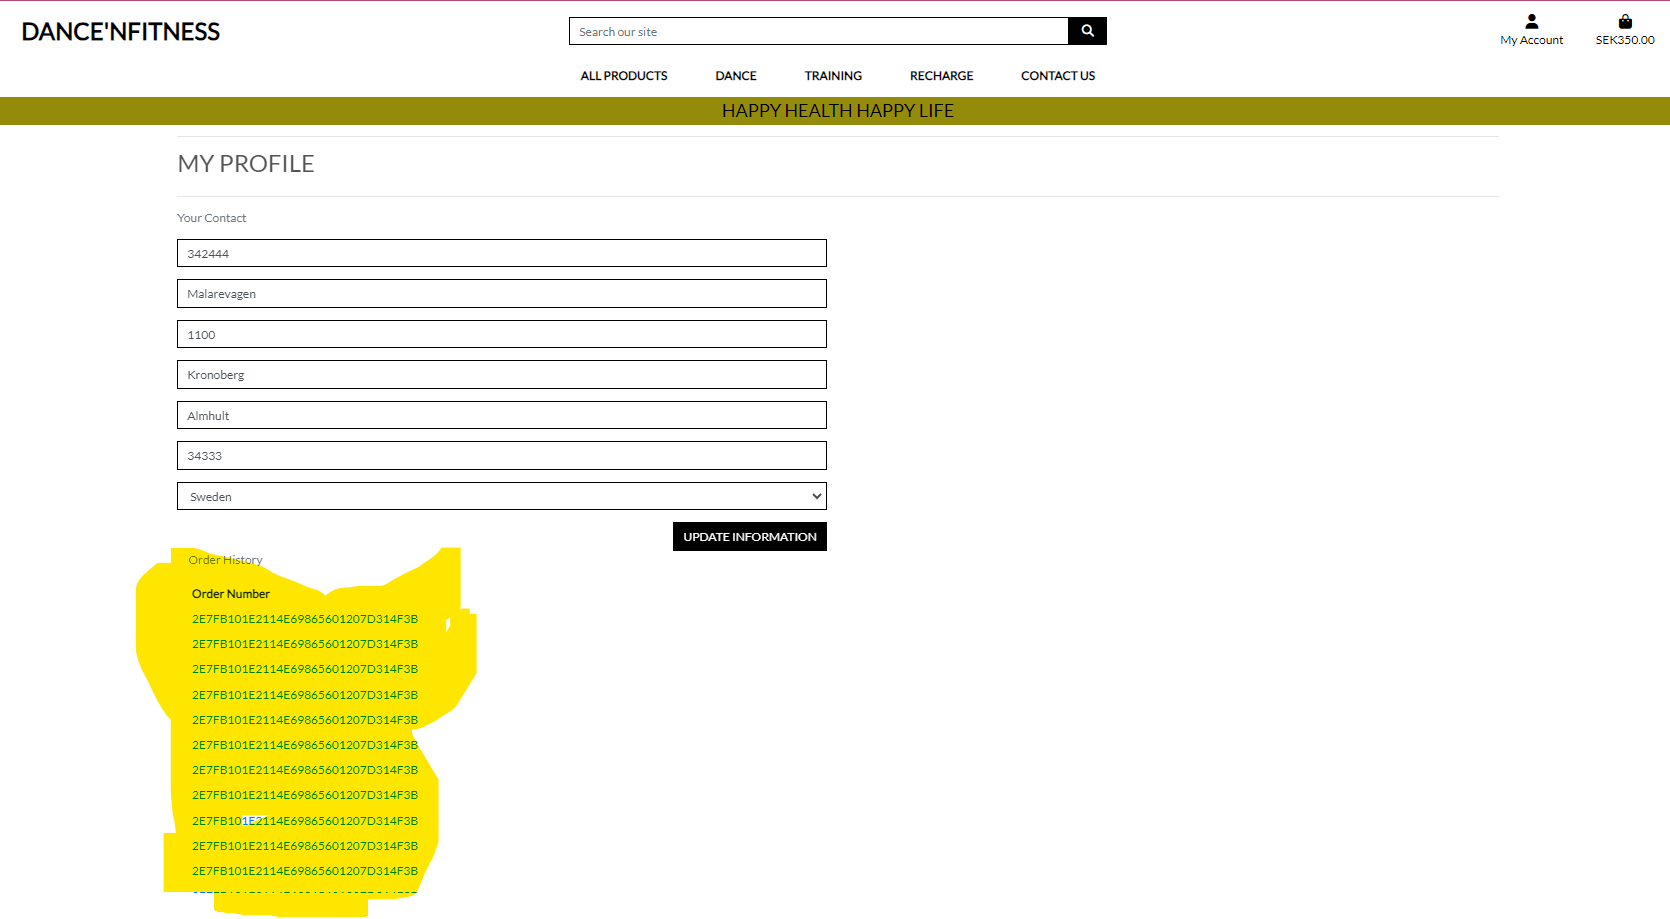 DANCE'NFITNESS
Search our site
My Account
SEK350.00
ALL PRODUCTS DANCE TRAINING RECHARGE CONTACT US
HAPPY HEALTH HAPPY LIFE
MY PROFILE
Your Contact
342444
Malarevagen
1100
Kronoberg
Almhult
34333
Sweden
UPDATE INFORMATION
Order History
Order Number
2E7FB101E2114E69865601207D314F3B
2E7FB101E2114E69865601207D314F3B
2E7FB101E2114E69865601207D314F3B
2E7FB101E2114E69865601207D314F3B
2E7FB101E2114E69865601207D314F3B
2E7FB101E2114E69865601207D314F3B
2E7FB101E2114E69865601207D314F3B
2E7FB101E2114E69865601207D314F3B
2E7FB101E2114E69865601207D314F3B
2E7FB101E2114E69865601207D314F3B
2E7FB101E2114E69865601207D314F3B